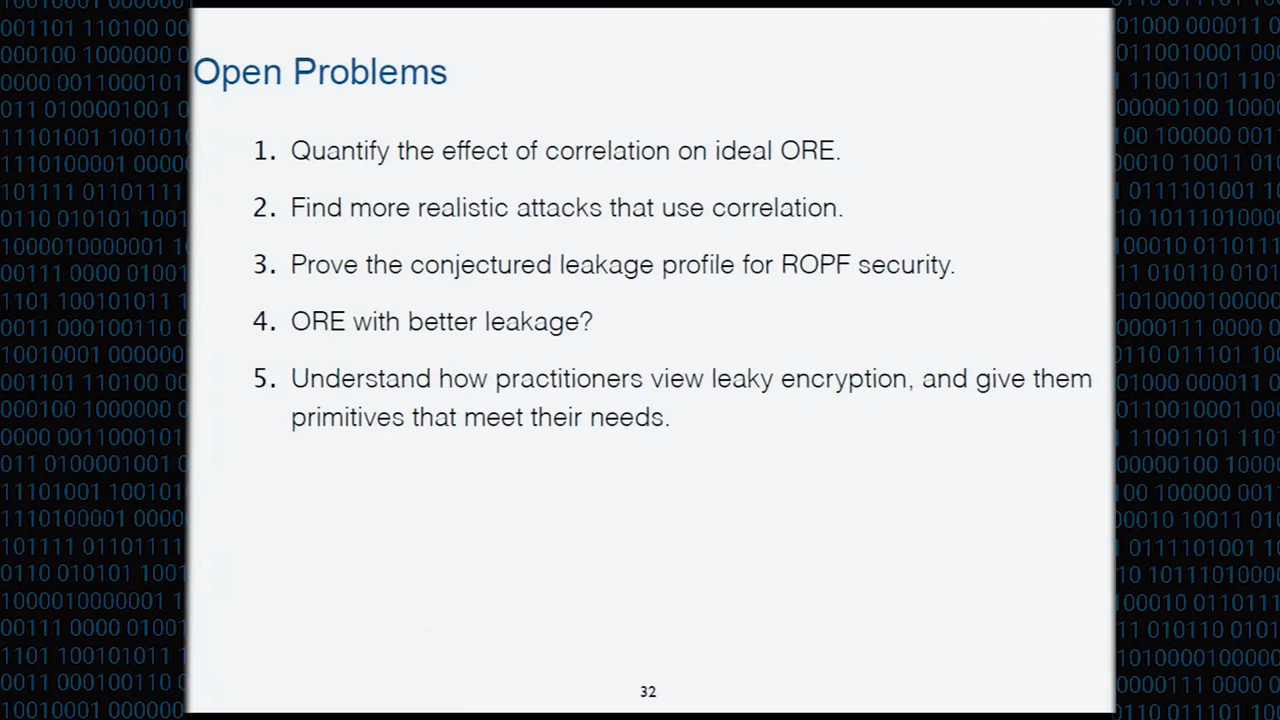 Open Problems
1. Quantify the effect of correlation on ideal ORE.
2. Find more realistic attacks that use correlation.
3. Prove the conjectured leakage profile for ROPF security.
4. ORE with better leakage?
5. Understand how practitioners view leaky encryption, and give them
primitives that meet their needs.
32